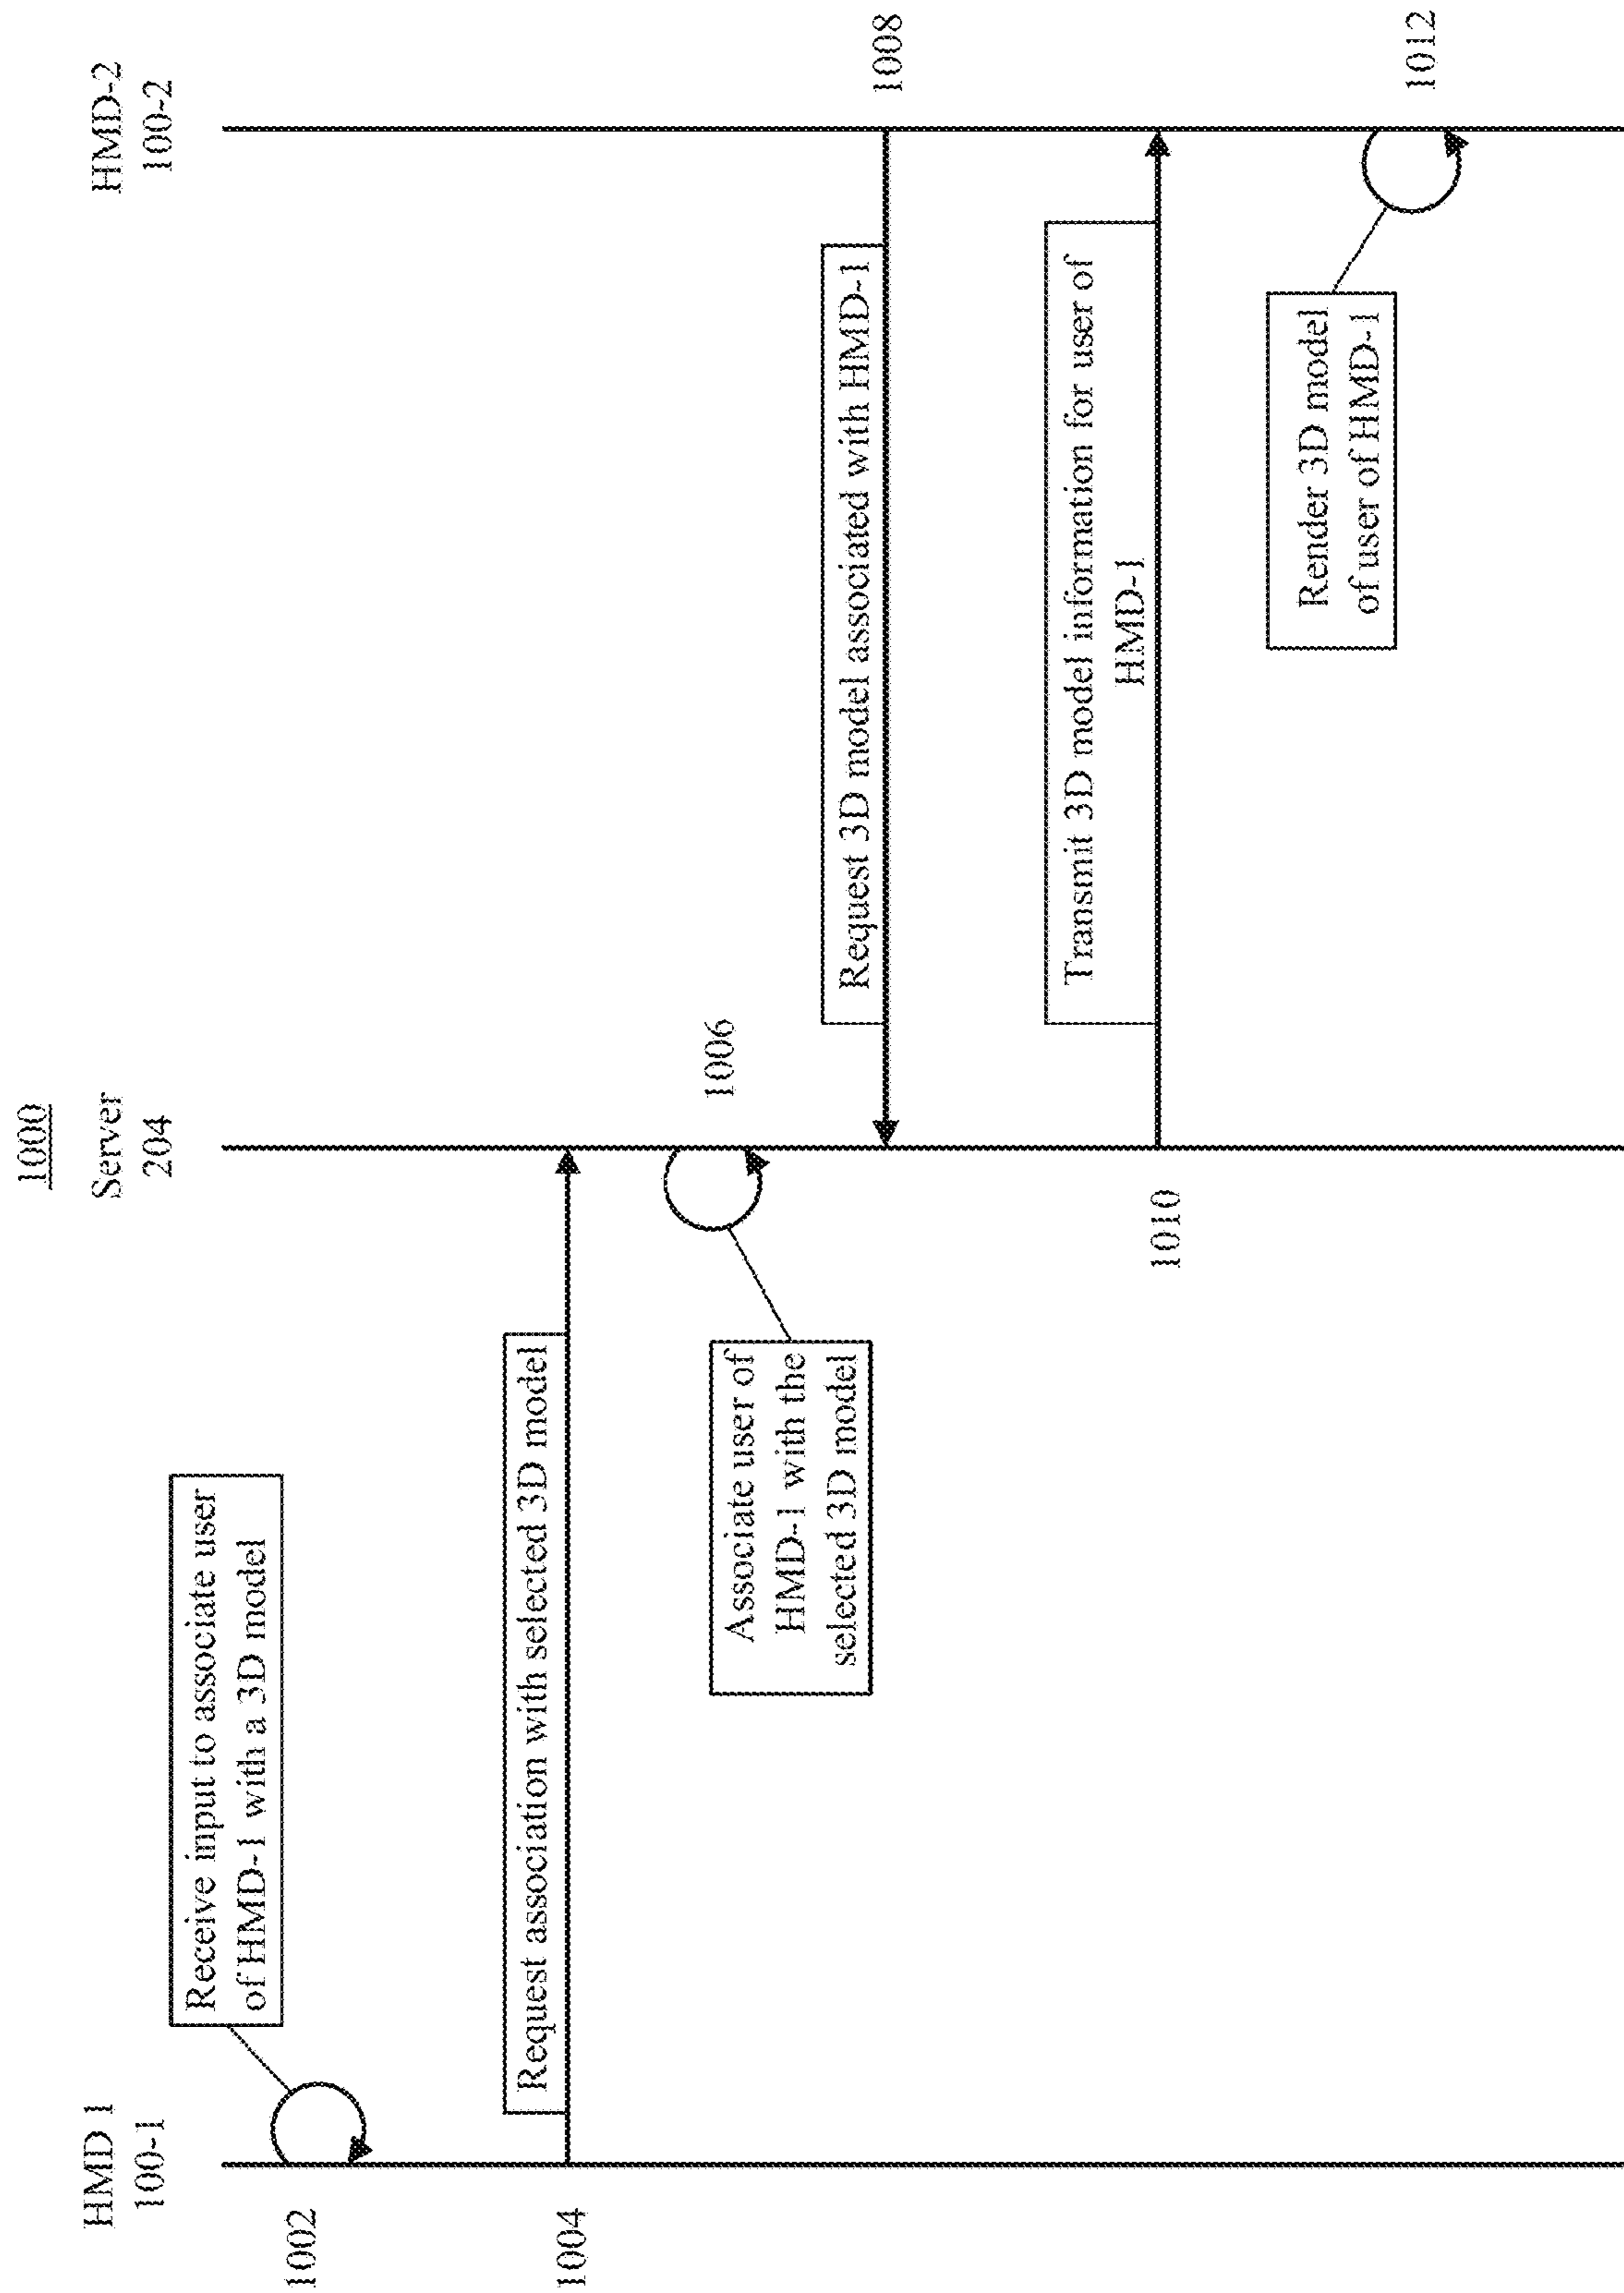 1000
HMD 1
100-1
Server
204
HMD-2
100-2
1002
Receive input to associate user
of HMD-1 with a 3D model
1004
Request association with selected 3D model
1006
Associate user of
HMD-1 with the
selected 3D model
Request 3D model associated with HMD-1
1008
1010
Transmit 3D model information for user of
HMD-1
Render 3D model
of user of HMD-1
1012